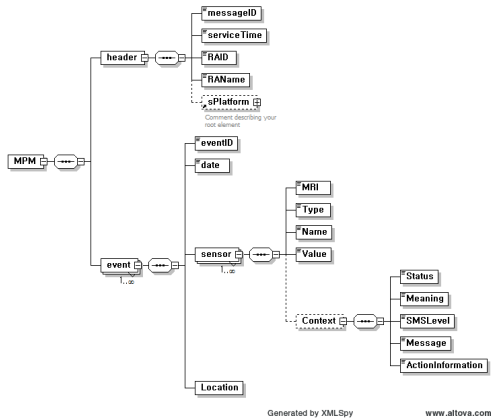 messageID
serviceTime
header
RAID
RAName
sPlatform
Comment describing your
root element
MPM
eventID
date
MRI
Type
Name
event
sensor
Value
1..∞
1..∞
Status
Meaning
Context
SMSLevel
Message
ActionInformation
Location
Generated by XMLSpy
www.altova.com